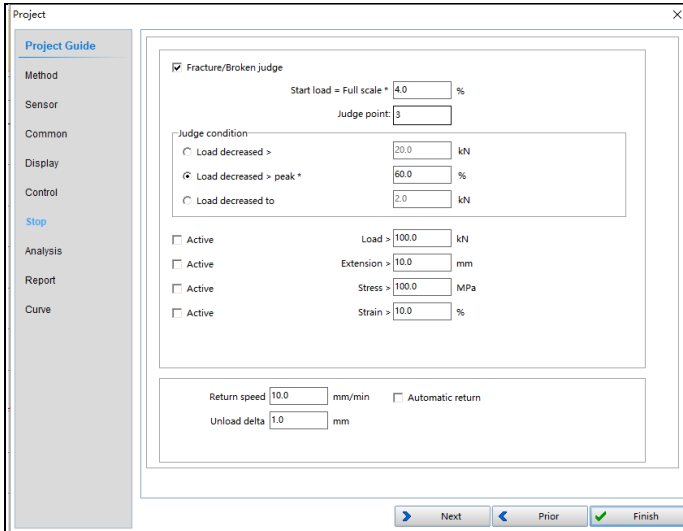 Project
Project Guide
Method
Sensor
Common
Display
Control
Stop
Analysis
Report
Curve
Fracture/Broken judge
Start load = Full scale * 4.0 %
Judge point: 3
Judge condition
Load decreased > 20.0 kN
Load decreased > peak * 60.0 %
Load decreased to 2.0 kN
Active Load > 100.0 kN
Active Extension > 10.0 mm
Active Stress > 100.0 MPa
Active Strain > 10.0 %
Return speed 10.0 mm/min Automatic return
Unload delta 1.0 mm
Next Prior Finish